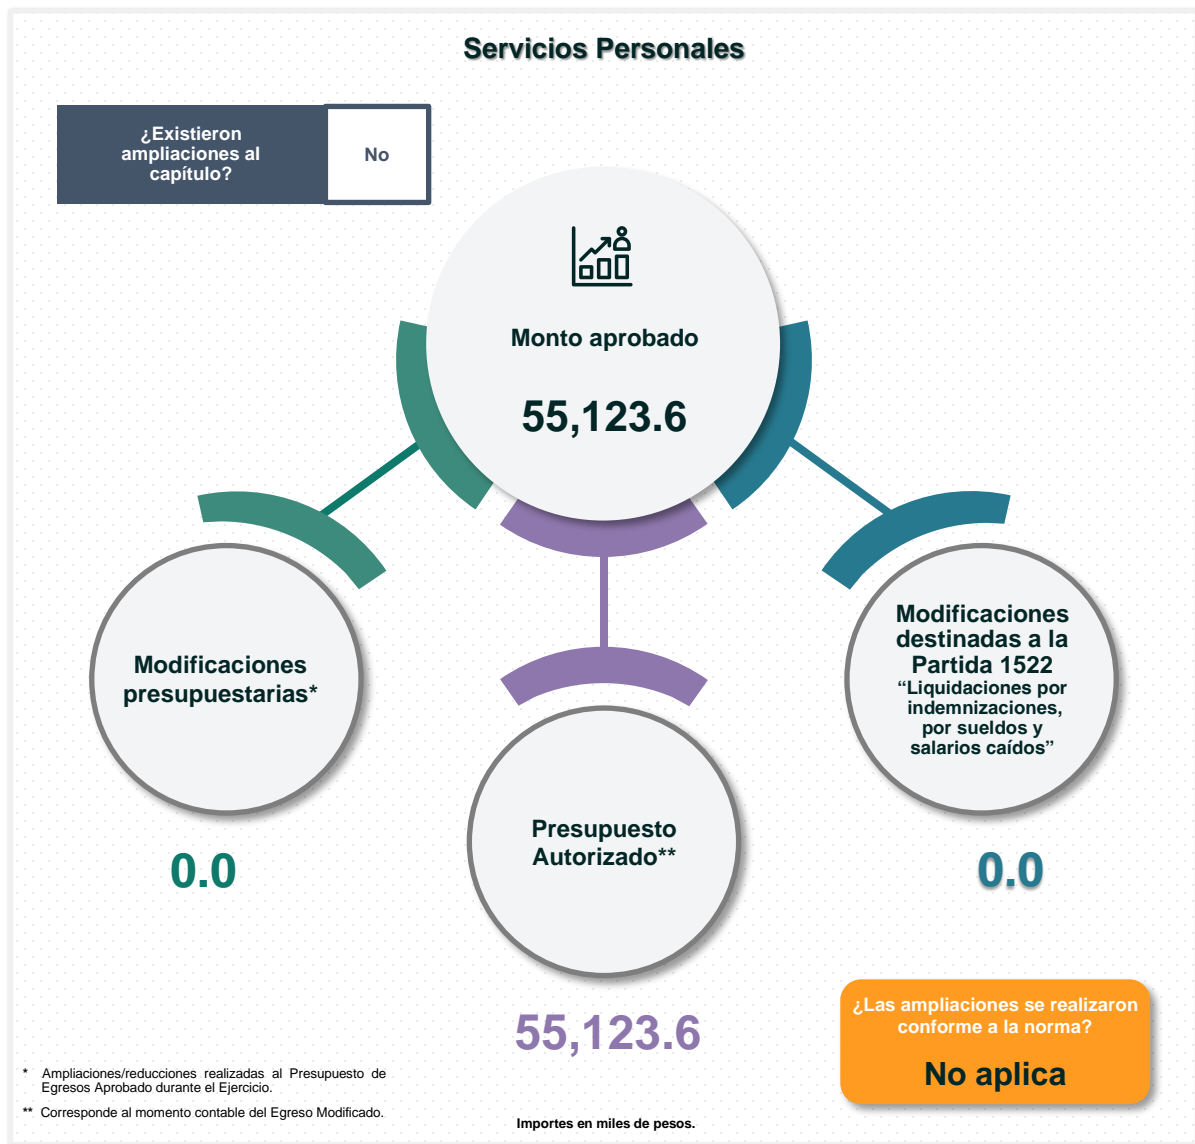 Servicios Personales
¿Existieron
ampliaciones al
capítulo?
No
Monto aprobado
55,123.6
Modificaciones
presupuestarias*
0.0
Presupuesto
Autorizado**
55,123.6
Modificaciones
destinadas a la
Partida 1522
“Liquidaciones por
indemnizaciones,
por sueldos y
salarios caídos”
0.0
¿Las ampliaciones se realizaron
conforme a la norma?
No aplica
* Ampliaciones/reducciones realizadas al Presupuesto de
Egresos Aprobado durante el Ejercicio.
** Corresponde al momento contable del Egreso Modificado.
Importes en miles de pesos.